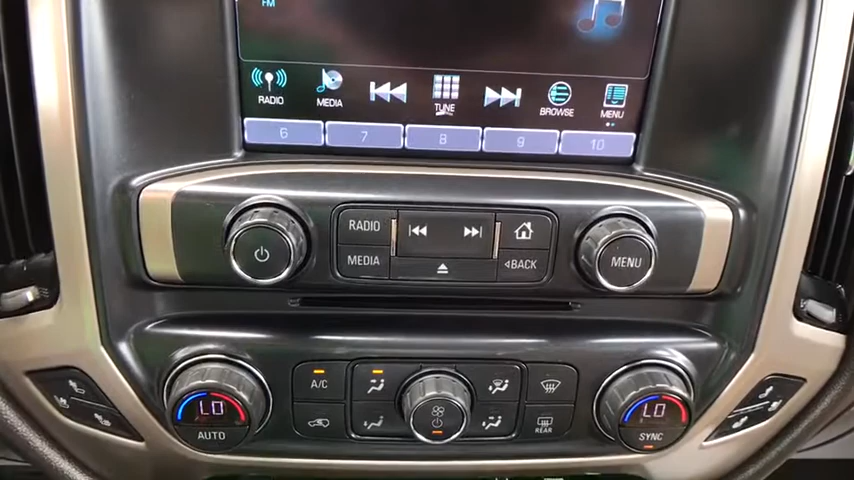 FM
RADIO MEDIA TUNE BROWSE MENU
6 7 8 9 10
RADIO MEDIA
BACK
MENU
LO AUTO
A/C
REAR
LO SYNC